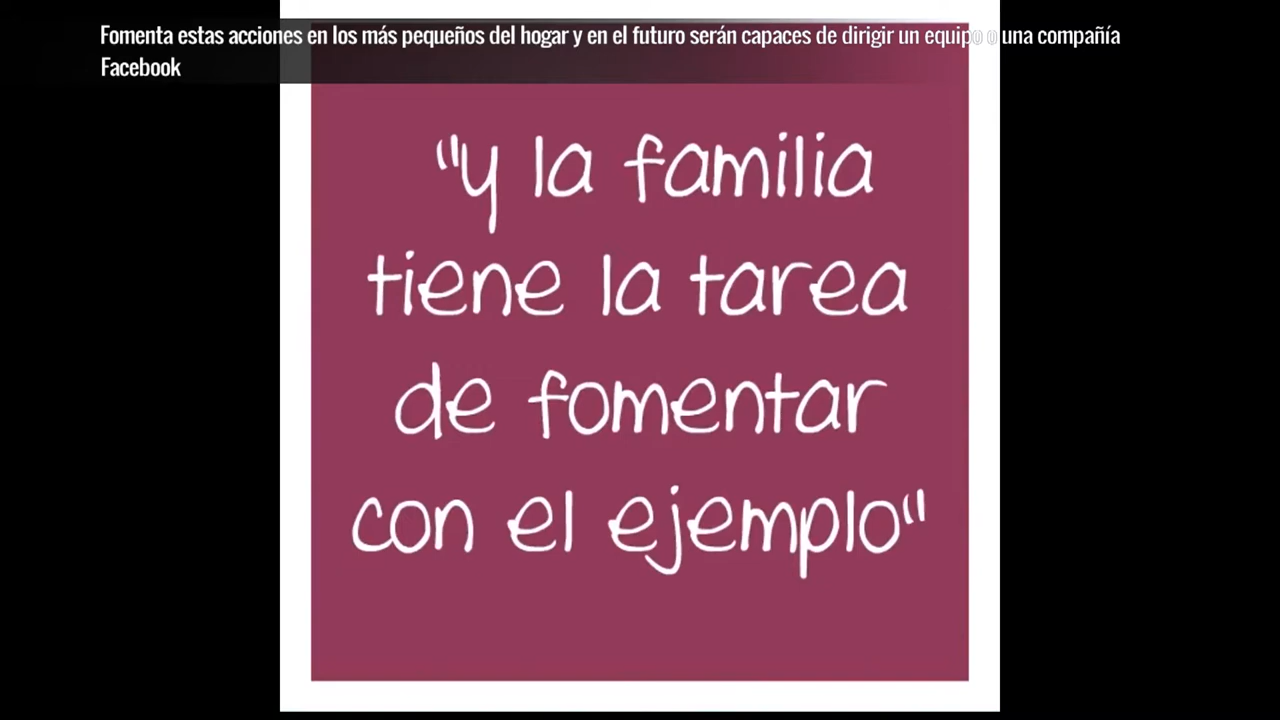 Fomenta estas acciones en los más pequeños del hogar y en el futuro serán capaces de dirigir un equipo o una compañía
Facebook
"y la familia
tiene la tarea
de fomentar
con el ejemplo"